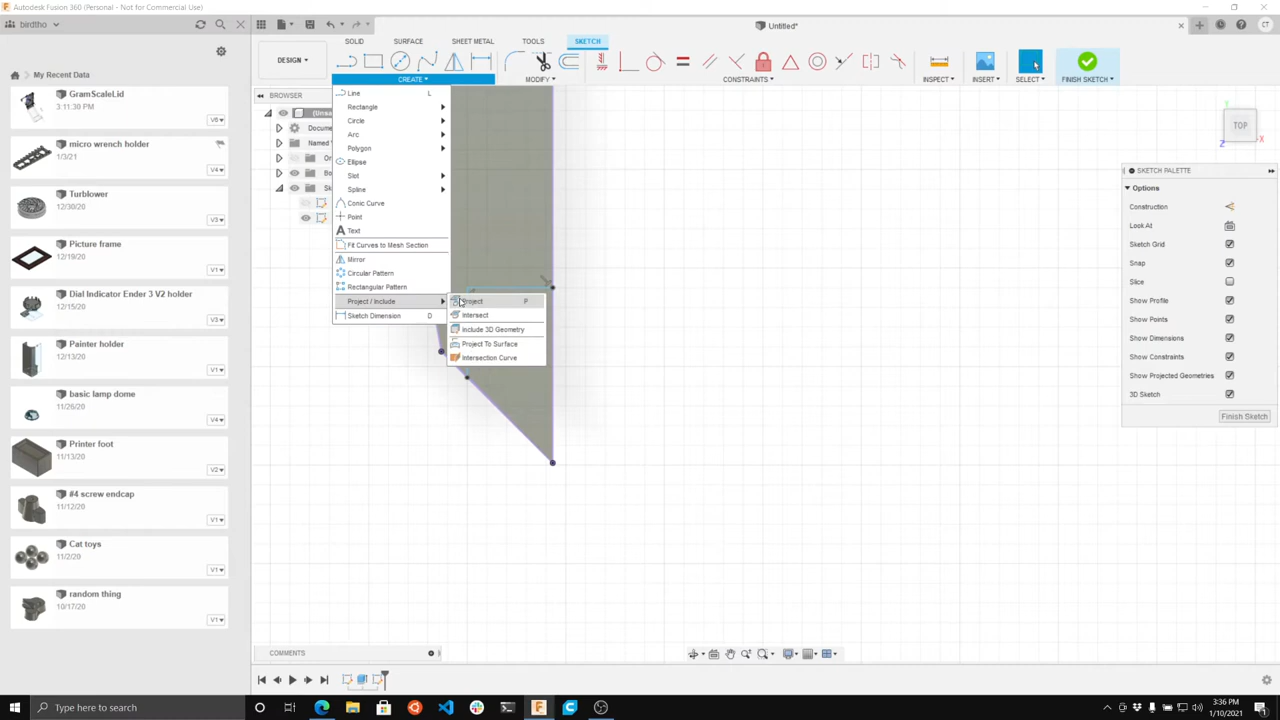 Autodesk Fusion 360 (Personal - Not for Commercial Use)
birdtho
Untitled*
CT
DESIGN
SOLID SURFACE SHEET METAL TOOLS SKETCH
CREATE MODIFY CONSTRAINTS INSPECT INSERT SELECT FINISH SKETCH
My Recent Data
GramScaleLid
3:11:30 PM
V6
micro wrench holder
1/3/21
V4
Turblower
12/30/20
V3
Picture frame
12/19/20
V1
Dial Indicator Ender 3 V2 holder
12/15/20
V3
Painter holder
12/13/20
V1
basic lamp dome
11/26/20
V4
Printer foot
11/13/20
V2
#4 screw endcap
11/12/20
V1
Cat toys
11/2/20
V1
random thing
10/17/20
V1
BROWSER
(Unsa
Docume
Named
Or
Bo
Sk
Line L
Rectangle
Circle
Arc
Polygon
Ellipse
Slot
Spline
Conic Curve
Point
Text
Fit Curves to Mesh Section
Mirror
Circular Pattern
Rectangular Pattern
Project / Include
Sketch Dimension D
Project P
Intersect
Include 3D Geometry
Project To Surface
Intersection Curve
TOP
Y
X
Z
SKETCH PALETTE
Options
Construction
Look At
Sketch Grid
Snap
Slice
Show Profile
Show Points
Show Dimensions
Show Constraints
Show Projected Geometries
3D Sketch
Finish Sketch
COMMENTS
Type here to search
3:36 PM
1/10/2021